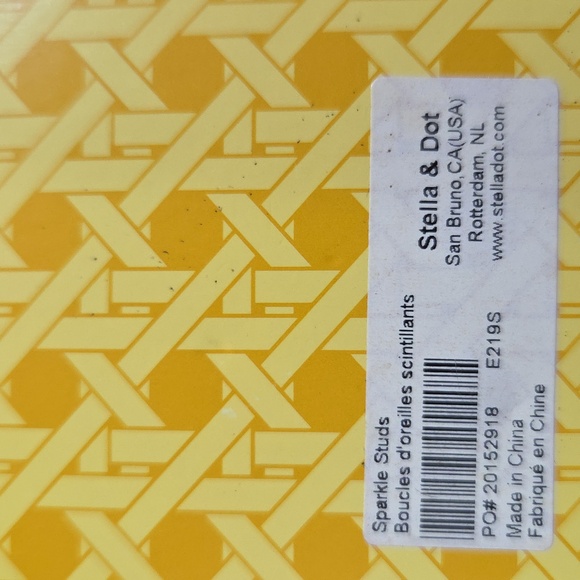 Sparkle Studs
Boucles d'oreilles scintillants
Stella & Dot
San Bruno,CA(USA)
Rotterdam, NL
www.stelladot.com
PO# 20152918 E219S
Made in China
Fabriqué en Chine